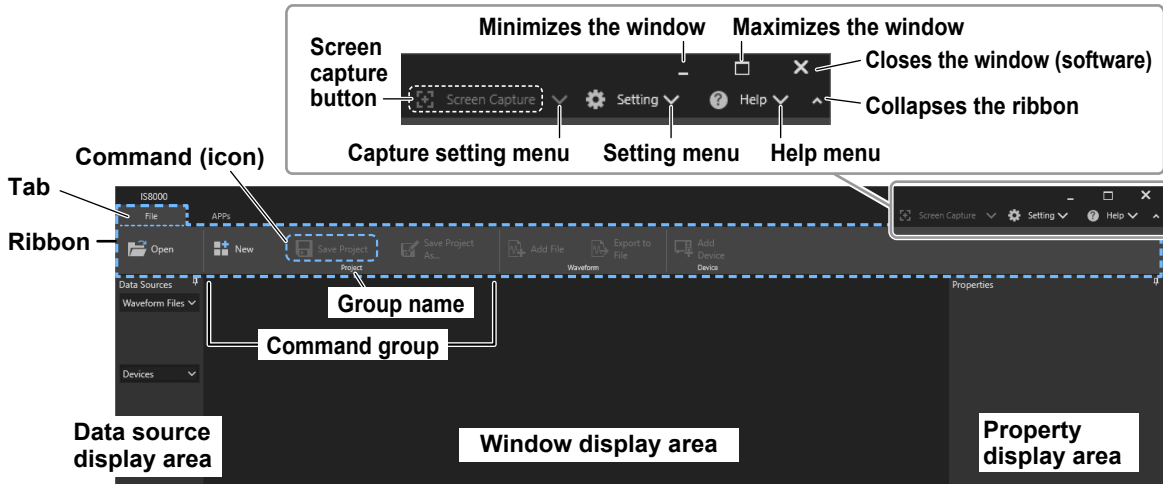 Minimizes the window
Maximizes the window
Screen
capture
button
Closes the window (software)
Screen Capture
Setting
Help
Collapses the ribbon
Capture setting menu
Setting menu
Help menu
Command (icon)
Tab
IS8000
File
APPs
Screen Capture
Setting
Help
Ribbon
Open
New
Save Project
Save Project
As...
Add File
Export to
File
Add
Device
Project
Waveform
Device
Data Sources
Properties
Waveform Files
Group name
Command group
Devices
Data source
display area
Window display area
Property
display area